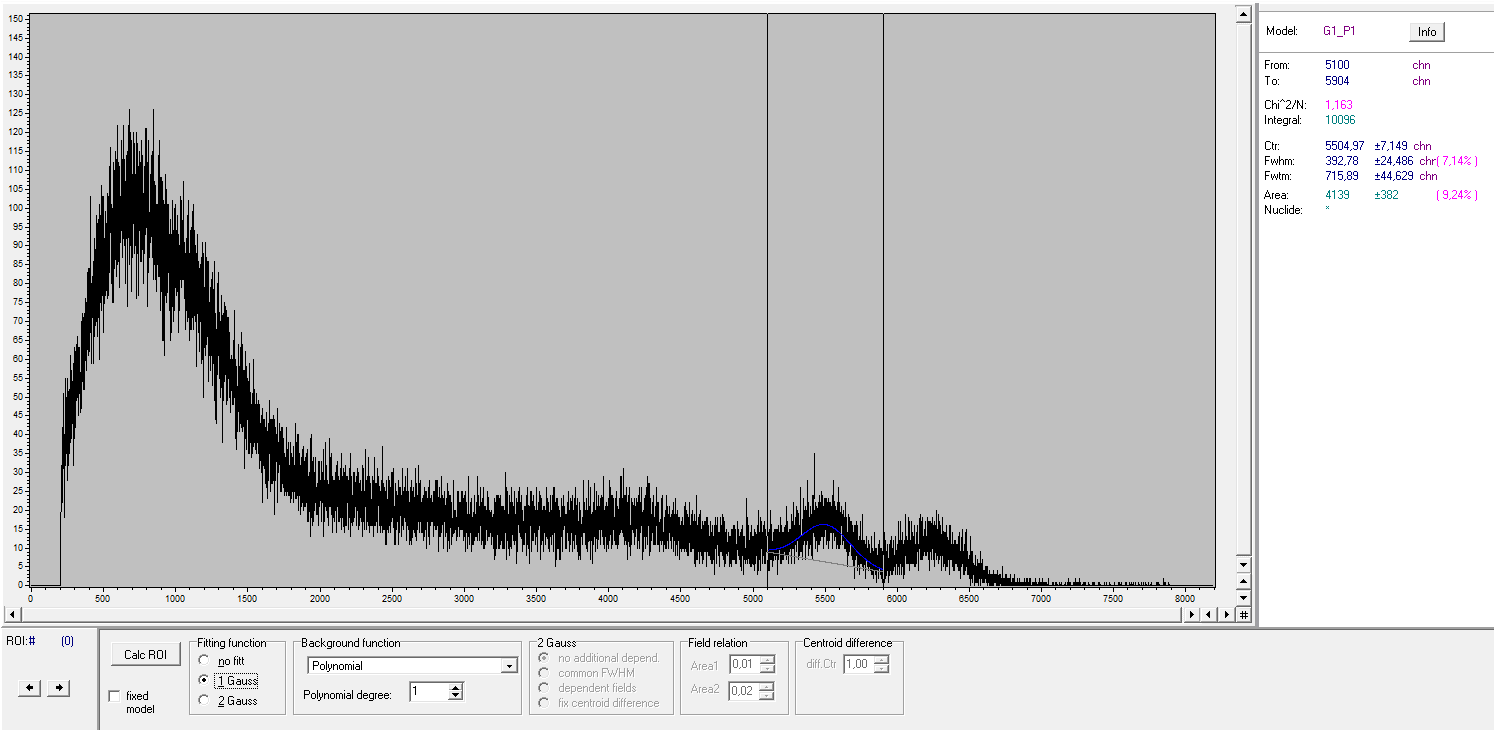 150
145
140
135
130
125
120
115
110
105
100
95
90
85
80
75
70
65
60
55
50
45
40
35
30
25
20
15
10
5
0
0 500 1000 1500 2000 2500 3000 3500 4000 4500 5000 5500 6000 6500 7000 7500 8000
#
Model: G1_P1 Info
From: 5100 chn
To: 5904 chn
Chi^2/N: 1,163
Integral: 10096
Ctr: 5504,97 ±7,149 chn
Fwhm: 392,78 ±24,486 chr( 7,14% )
Fwtm: 715,89 ±44,629 chn
Area: 4139 ±382 ( 9,24% )
Nuclide: *
ROI:# (0)
Calc ROI
fixed
model
Fitting function
no fitt
1 Gauss
2 Gauss
Background function
Polynomial
Polynomial degree: 1
2 Gauss
no additional depend.
common FWHM
dependent fields
fix centroid difference
Field relation
Area1 0,01
Area2 0,02
Centroid difference
diff.Ctr 1,00